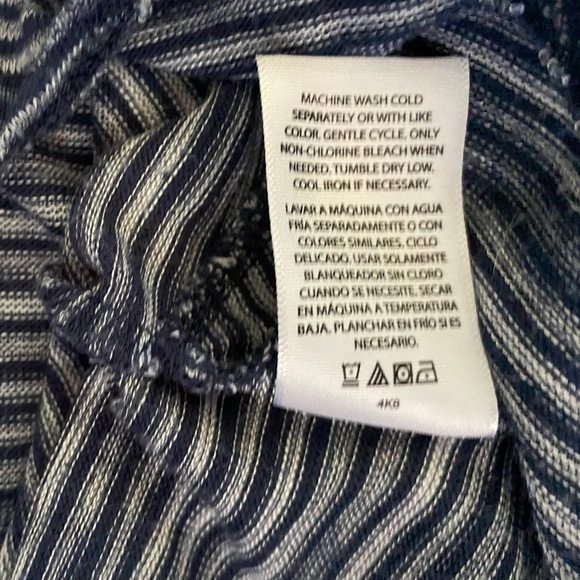 MACHINE WASH COLD
SEPARATELY OR WITH LIKE
COLOR. GENTLE CYCLE. ONLY
NON-CHLORINE BLEACH WHEN
NEEDED. TUMBLE DRY LOW.
COOL IRON IF NECESSARY.
LAVAR A MÁQUINA CON AGUA
FRÍA SEPARADAMENTE O CON
COLORES SIMILARES. CICLO
DELICADO. USAR SOLAMENTE
BLANQUEADOR SIN CLORO
CUANDO SE NECESITE. SECAR
EN MÁQUINA A TEMPERATURA
BAJA. PLANCHAR EN FRÍO SI ES
NECESARIO.
4K8